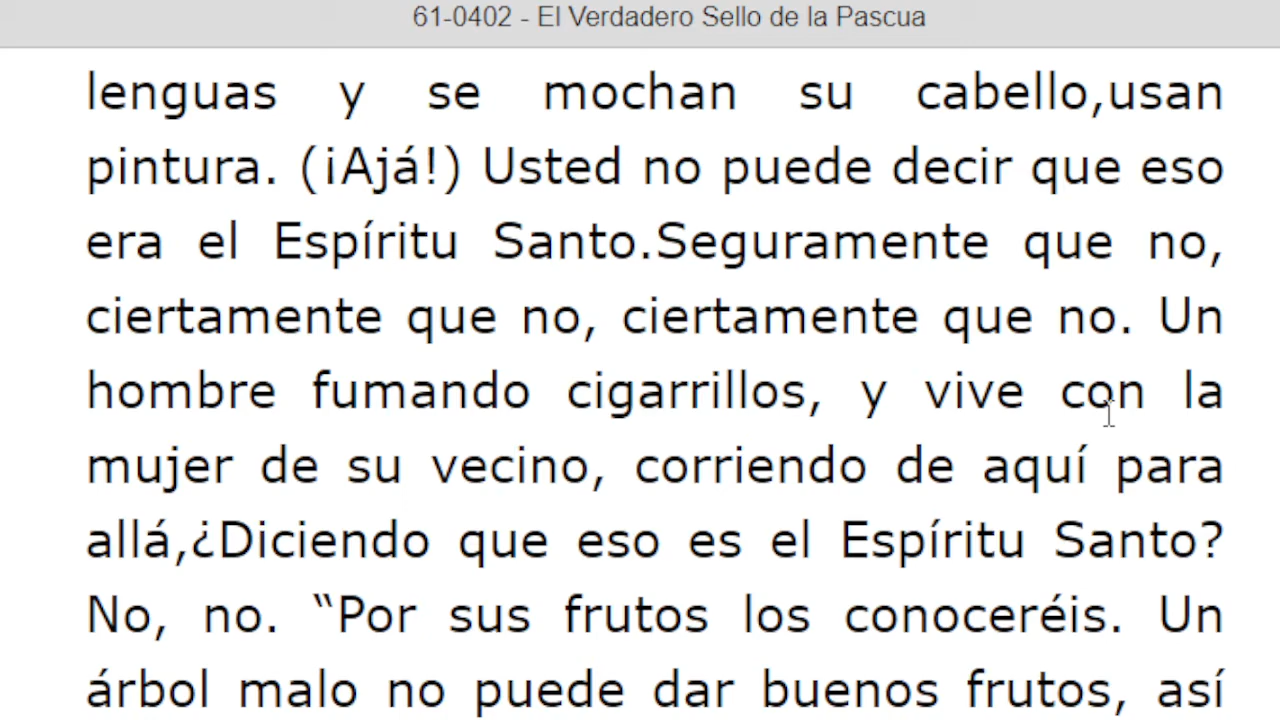 61-0402 - El Verdadero Sello de la Pascua
lenguas y se mochan su cabello,usan
pintura. (¡Ajá!) Usted no puede decir que eso
era el Espíritu Santo.Seguramente que no,
ciertamente que no, ciertamente que no. Un
hombre fumando cigarrillos, y vive con la
mujer de su vecino, corriendo de aquí para
allá,¿Diciendo que eso es el Espíritu Santo?
No, no. “Por sus frutos los conoceréis. Un
árbol malo no puede dar buenos frutos, así